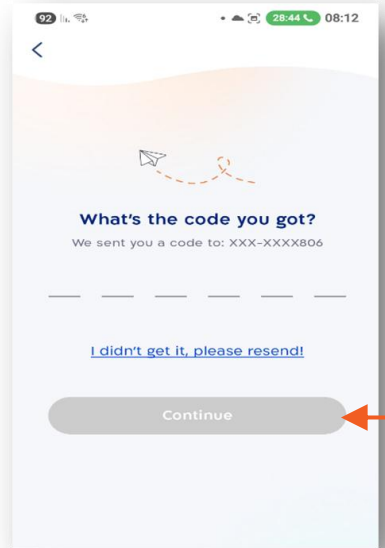 92 28:44 08:12
What's the code you got?
We sent you a code to: XXX-XXXX806
I didn't get it, please resend!
Continue